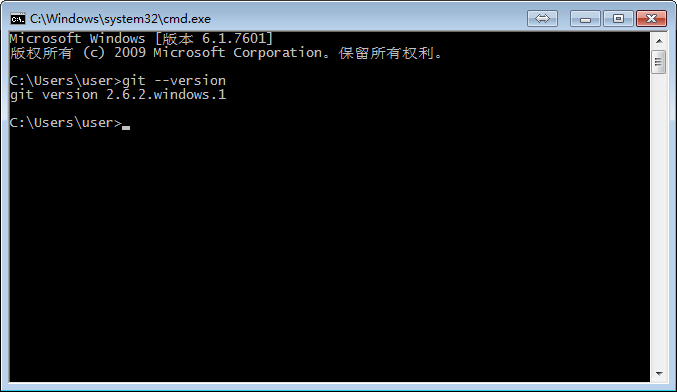 C:\Windows\system32\cmd.exe
Microsoft Windows [版本 6.1.7601]
版权所有 (c) 2009 Microsoft Corporation。保留所有权利。
C:\Users\user>git --version
git version 2.6.2.windows.1
C:\Users\user>